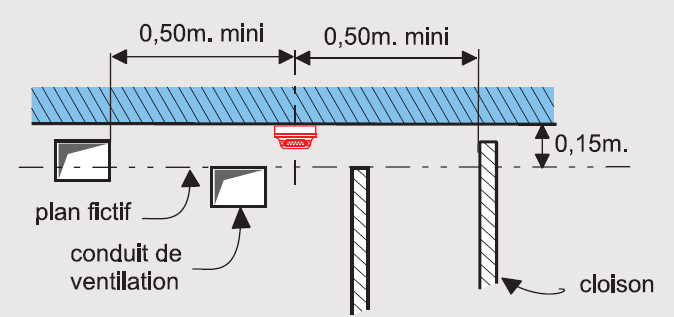 0,50m. mini
0,50m. mini
0,15m.
plan fictif
conduit de
ventilation
cloison